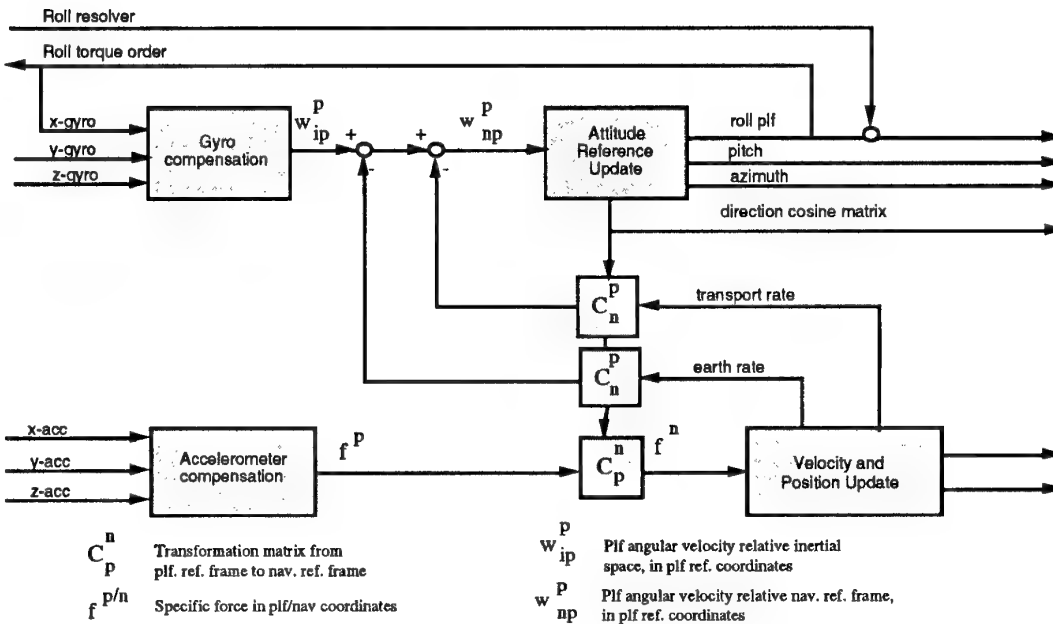 Roll resolver
Roll torque order
x-gyro
y-gyro
z-gyro
Gyro
compensation
w p ip
+
-
+
-
w p np
Attitude
Reference
Update
roll plf
pitch
azimuth
direction cosine matrix
C p n
transport rate
C p n
earth rate
x-acc
y-acc
z-acc
Accelerometer
compensation
f p
C n p
f n
Velocity and
Position Update
C n p Transformation matrix from
plf. ref. frame to nav. ref. frame
f p/n Specific force in plf/nav coordinates
w p ip Plf angular velocity relative inertial
space, in plf ref. coordinates
w p np Plf angular velocity relative nav. ref. frame,
in plf ref. coordinates